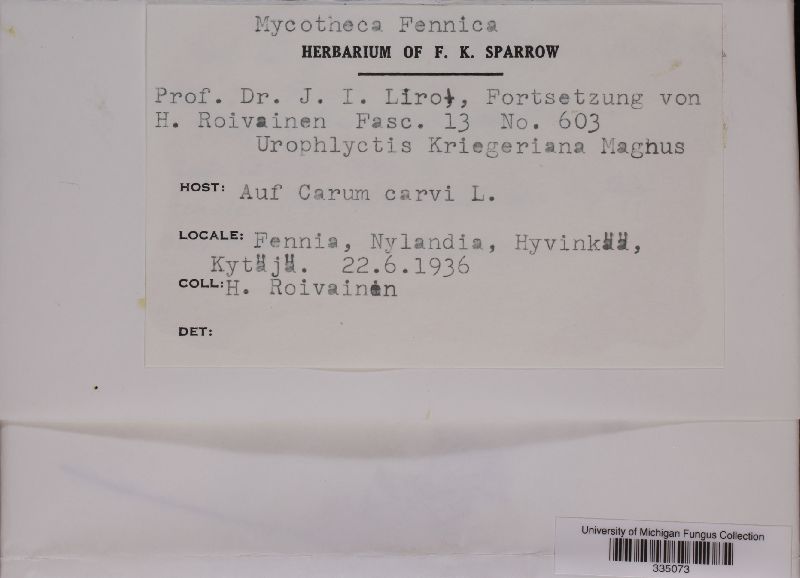 Mycotheca Fennica
HERBARIUM OF F. K. SPARROW
Prof. Dr. J. I. Liro†, Fortsetzung von
H. Roivainen Fasc. 13 No. 603
Urophlyctis Kriegeriana Magnus
HOST: Auf Carum carvi L.
LOCALE: Fennia, Nylandia, Hyvinkää,
Kytäjä. 22.6.1936
COLL: H. Roivainen
DET:
University of Michigan Fungus Collection
335073